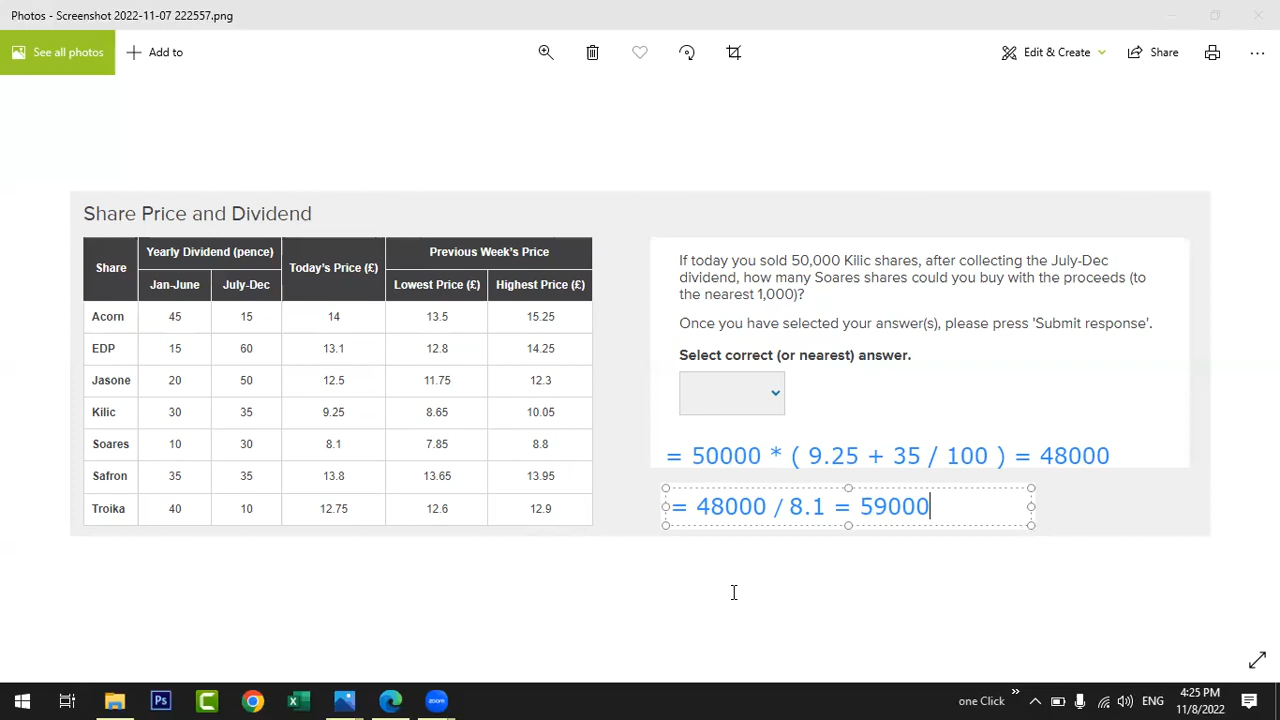 Photos - Screenshot 2022-11-07 222557.png
See all photos
Add to
Edit & Create
Share
Share Price and Dividend
Share Yearly Dividend (pence) Today's Price (£) Previous Week's Price
Jan-June July-Dec Lowest Price (£) Highest Price (£)
Acorn 45 15 14 13.5 15.25
EDP 15 60 13.1 12.8 14.25
Jasone 20 50 12.5 11.75 12.3
Kilic 30 35 9.25 8.65 10.05
Soares 10 30 8.1 7.85 8.8
Safron 35 35 13.8 13.65 13.95
Troika 40 10 12.75 12.6 12.9
If today you sold 50,000 Kilic shares, after collecting the July-Dec
dividend, how many Soares shares could you buy with the proceeds (to
the nearest 1,000)?
Once you have selected your answer(s), please press 'Submit response'.
Select correct (or nearest) answer.
= 50000 * ( 9.25 + 35 / 100 ) = 48000
= 48000 / 8.1 = 59000
Ps
zoom
one Click
ENG
4:25 PM
11/8/2022